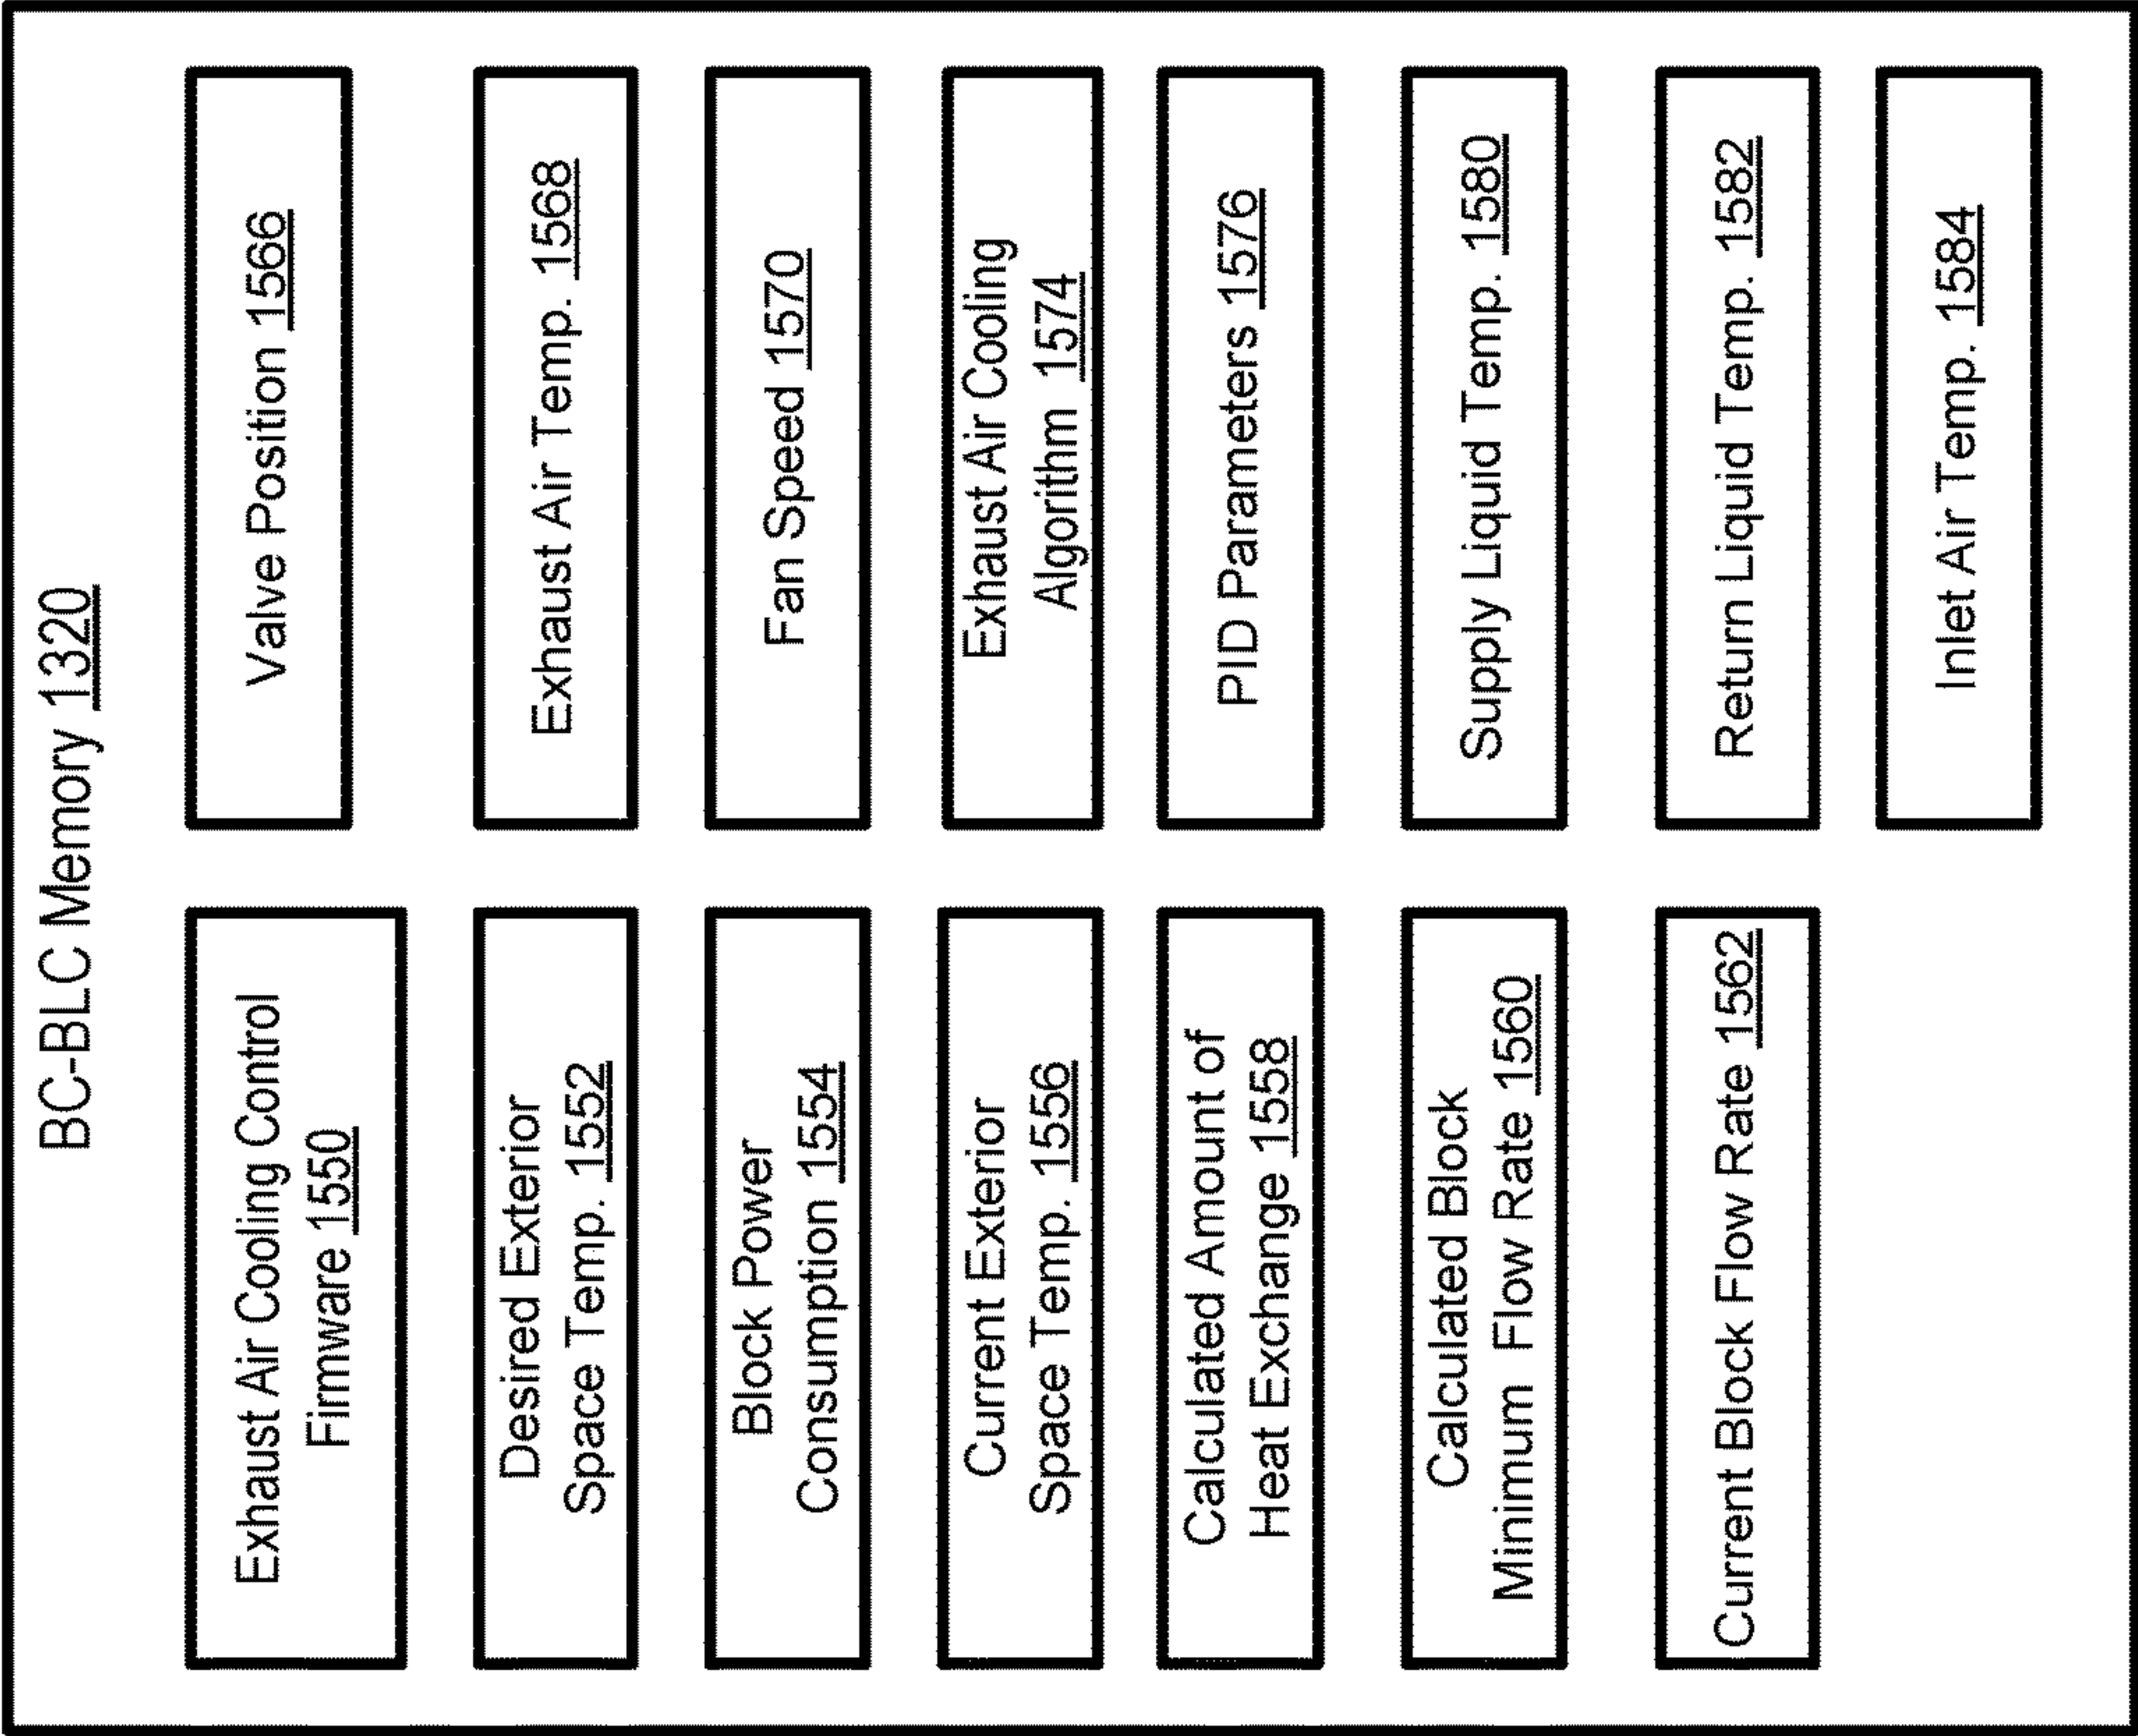 BC-BLC Memory 1320
Exhaust Air Cooling Control
Firmware 1550
Desired Exterior
Space Temp. 1552
Block Power
Consumption 1554
Current Exterior
Space Temp. 1556
Calculated Amount of
Heat Exchange 1558
Calculated Block
Minimum Flow Rate 1560
Current Block Flow Rate 1562
Valve Position 1566
Exhaust Air Temp. 1568
Fan Speed 1570
Exhaust Air Cooling
Algorithm 1574
PID Parameters 1576
Supply Liquid Temp. 1580
Return Liquid Temp. 1582
Inlet Air Temp. 1584